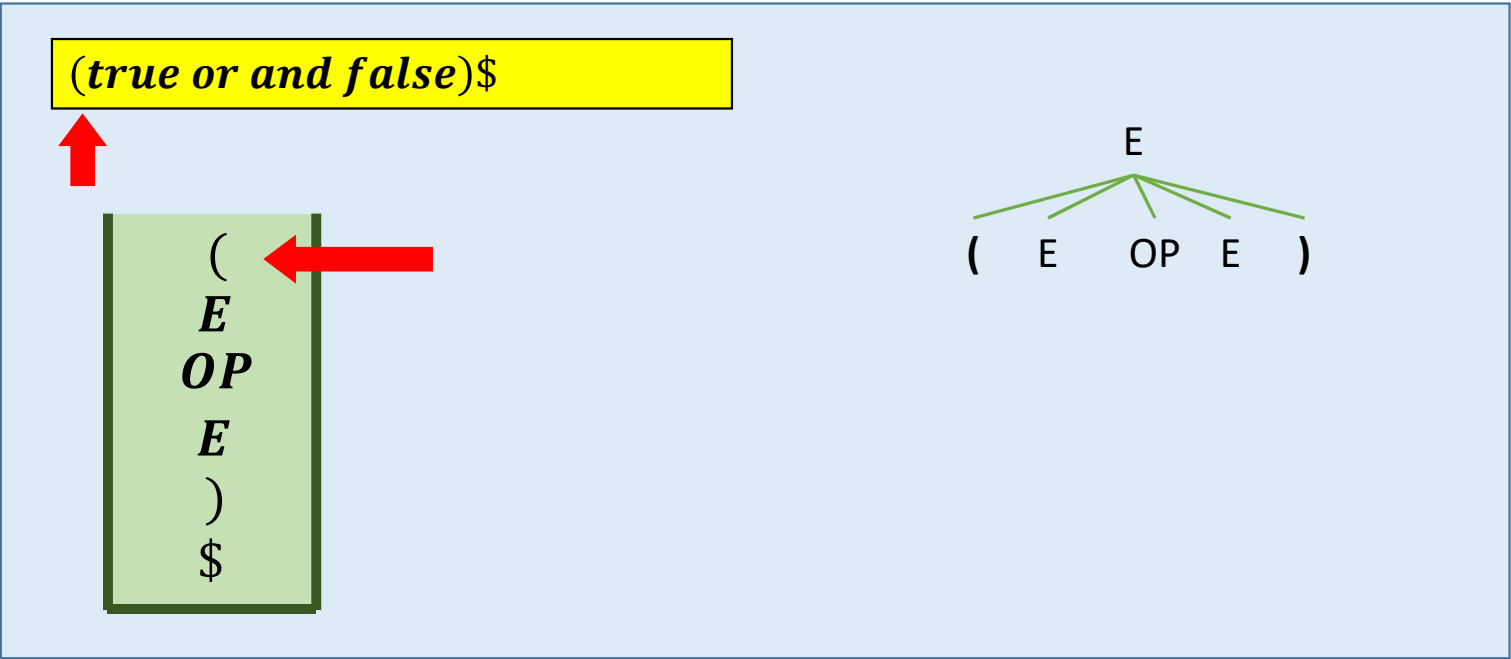 (true or and false)$
E
( E OP E )
(
E
OP
E
)
$